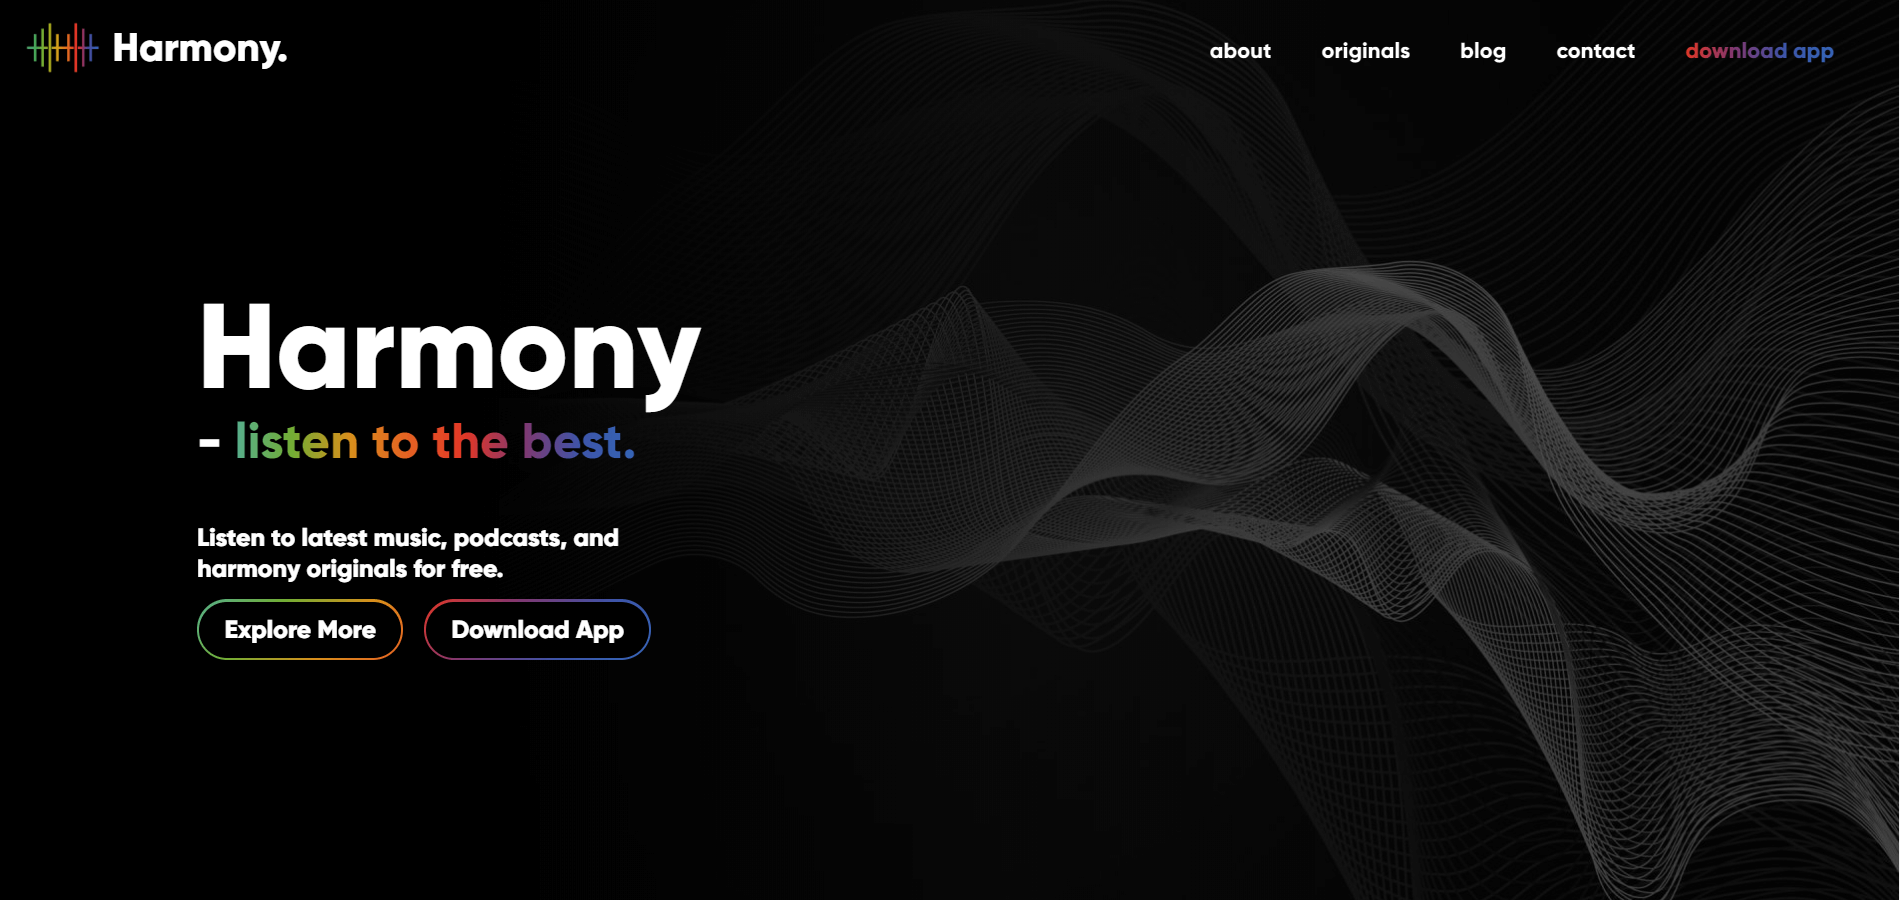 Harmony.
about originals blog contact download app
Harmony
- listen to the best.
Listen to latest music, podcasts, and
harmony originals for free.
Explore More Download App